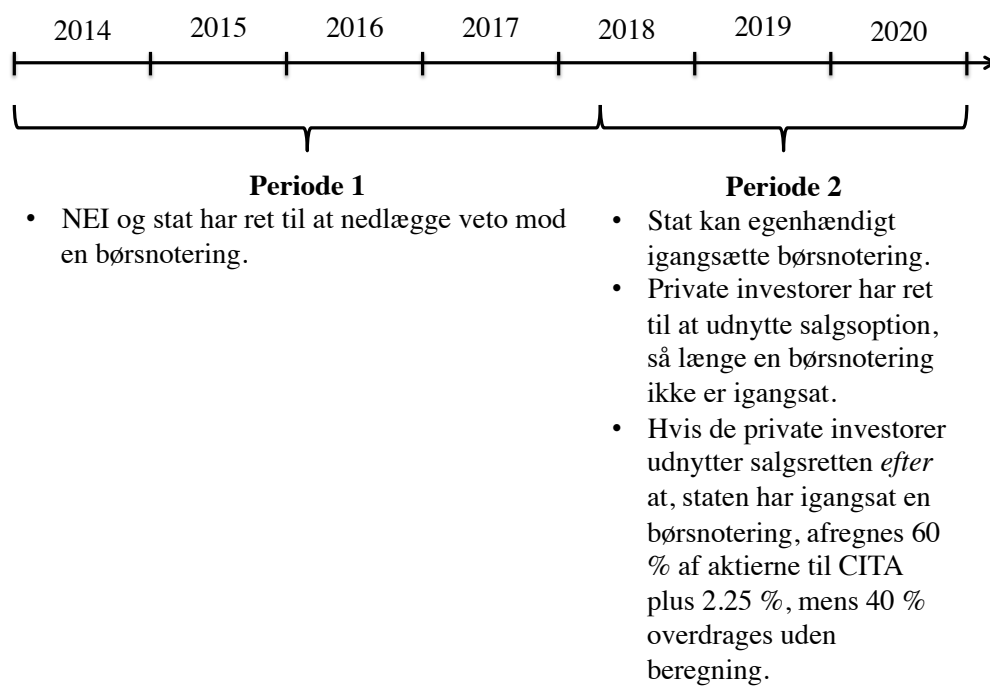 2014 2015 2016 2017 2018 2019 2020
Periode 1
• NEI og stat har ret til at nedlægge veto mod
en børsnotering.
Periode 2
• Stat kan egenhændigt
igangsætte børsnotering.
• Private investorer har ret
til at udnytte salgsoption,
så længe en børsnotering
ikke er igangsat.
• Hvis de private investorer
udnytter salgsretten efter
at, staten har igangsat en
børsnotering, afregnes 60
% af aktierne til CITA
plus 2.25 %, mens 40 %
overdrages uden
beregning.